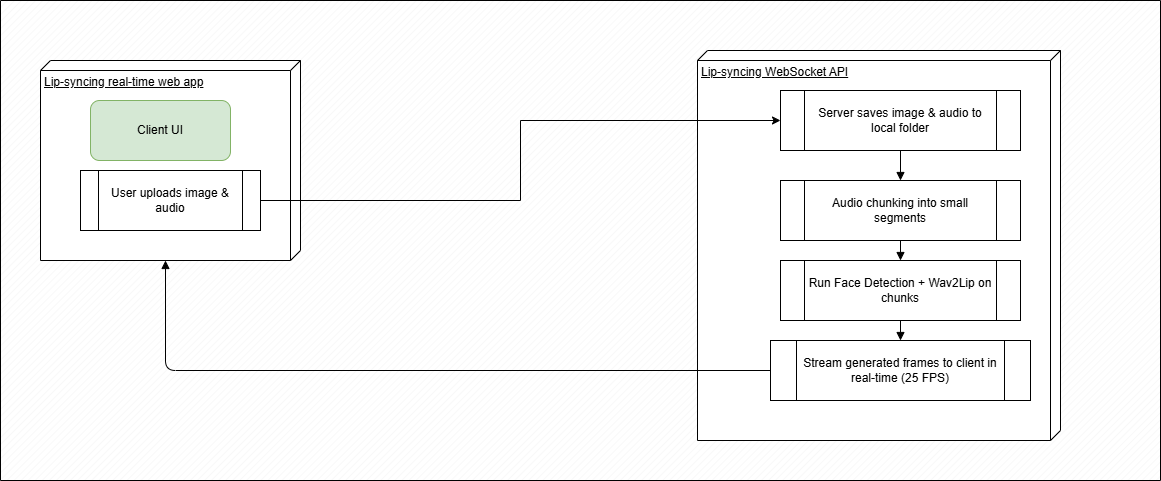 Lip-syncing real-time web app
Client UI
User uploads image &
audio
Lip-syncing WebSocket API
Server saves image & audio to
local folder
Audio chunking into small
segments
Run Face Detection + Wav2Lip on
chunks
Stream generated frames to client in
real-time (25 FPS)